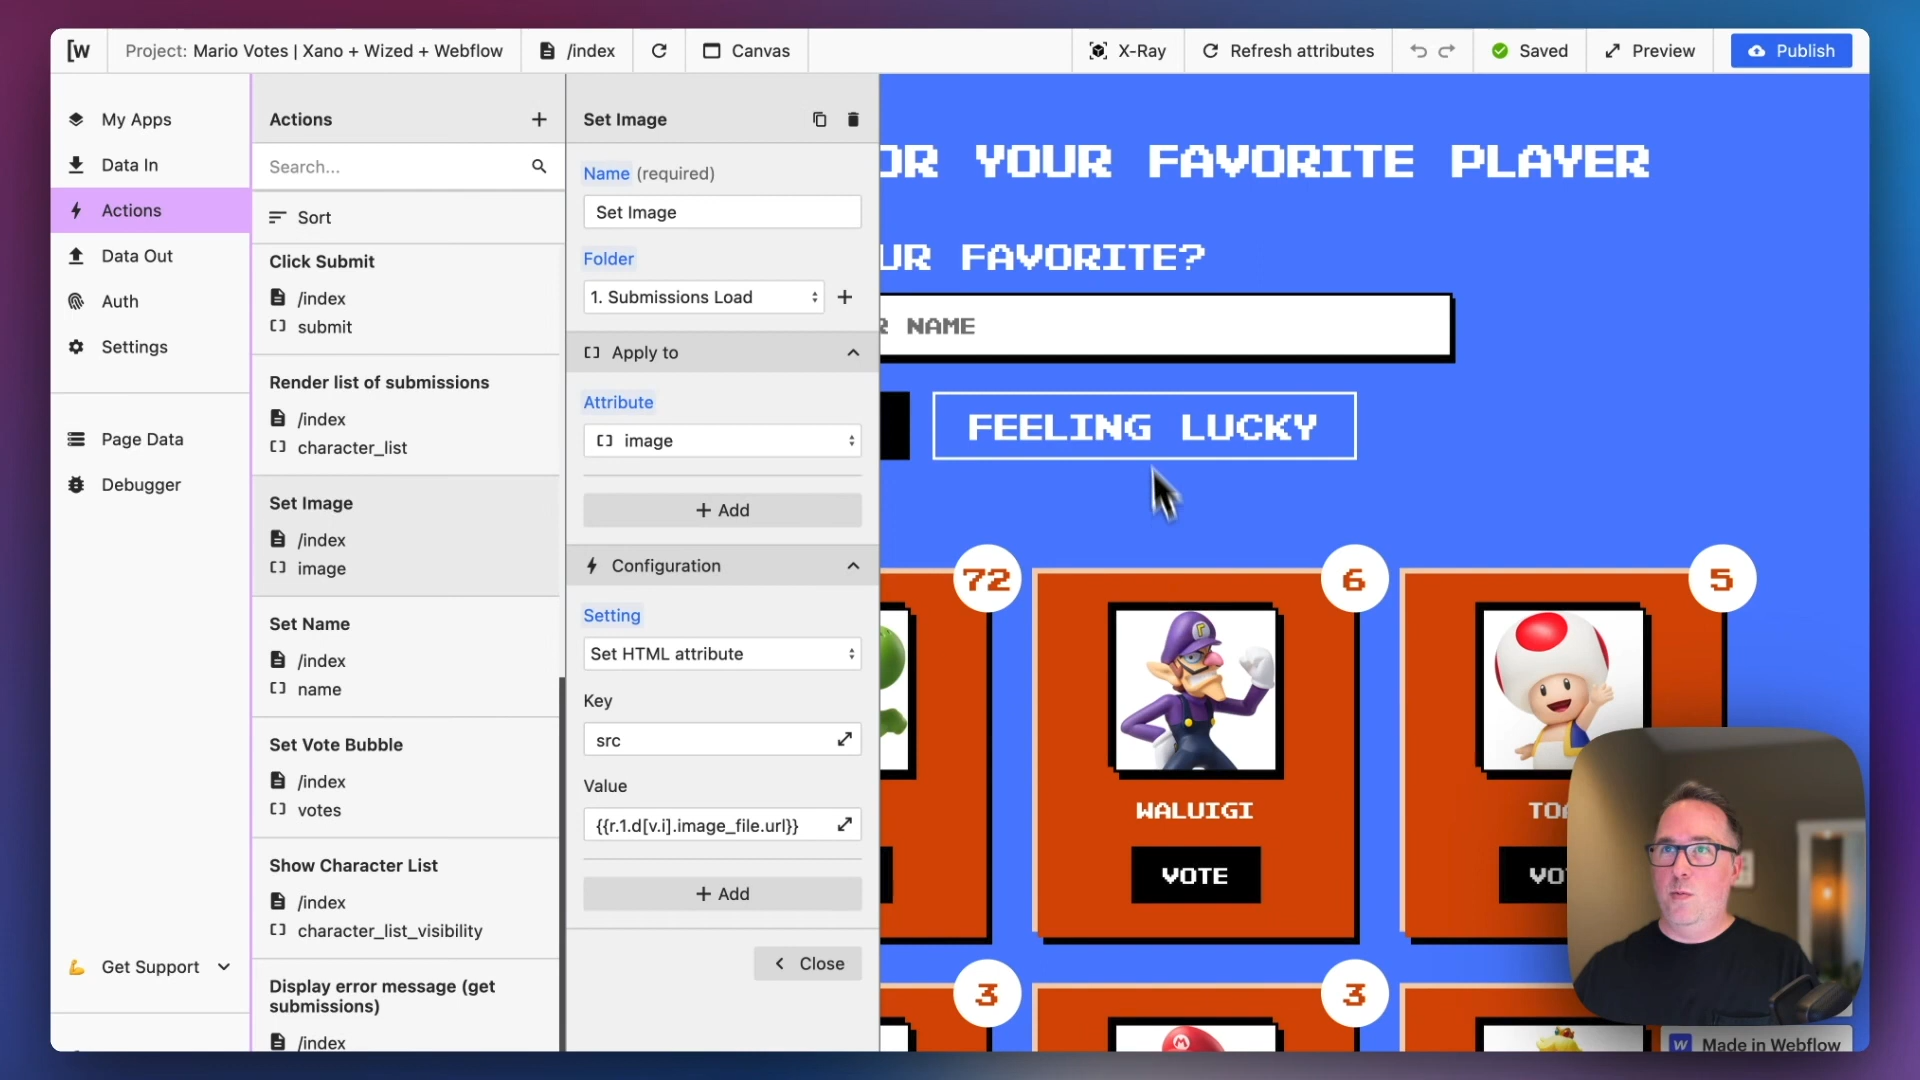 [W
Project: Mario Votes | Xano + Wized + Webflow
/index
Canvas
X-Ray
Refresh attributes
Saved
Preview
Publish
My Apps
Data In
Actions
Data Out
Auth
Settings
Page Data
Debugger
Get Support
Actions
Search...
Sort
Click Submit
/index
submit
Render list of submissions
/index
character_list
Set Image
/index
image
Set Name
/index
name
Set Vote Bubble
/index
votes
Show Character List
/index
character_list_visibility
Display error message (get
submissions)
/index
Set Image
Name (required)
Set Image
Folder
1. Submissions Load
Apply to
Attribute
image
+ Add
Configuration
Setting
Set HTML attribute
Key
src
Value
{{r.1.d[v.i].image_file.url}}
+ Add
Close
OR YOUR FAVORITE PLAYER
UR FAVORITE?
R NAME
FEELING LUCKY
72
6
5
WALUIGI
TOA
VOTE
VO
3
3
Made in Webflow